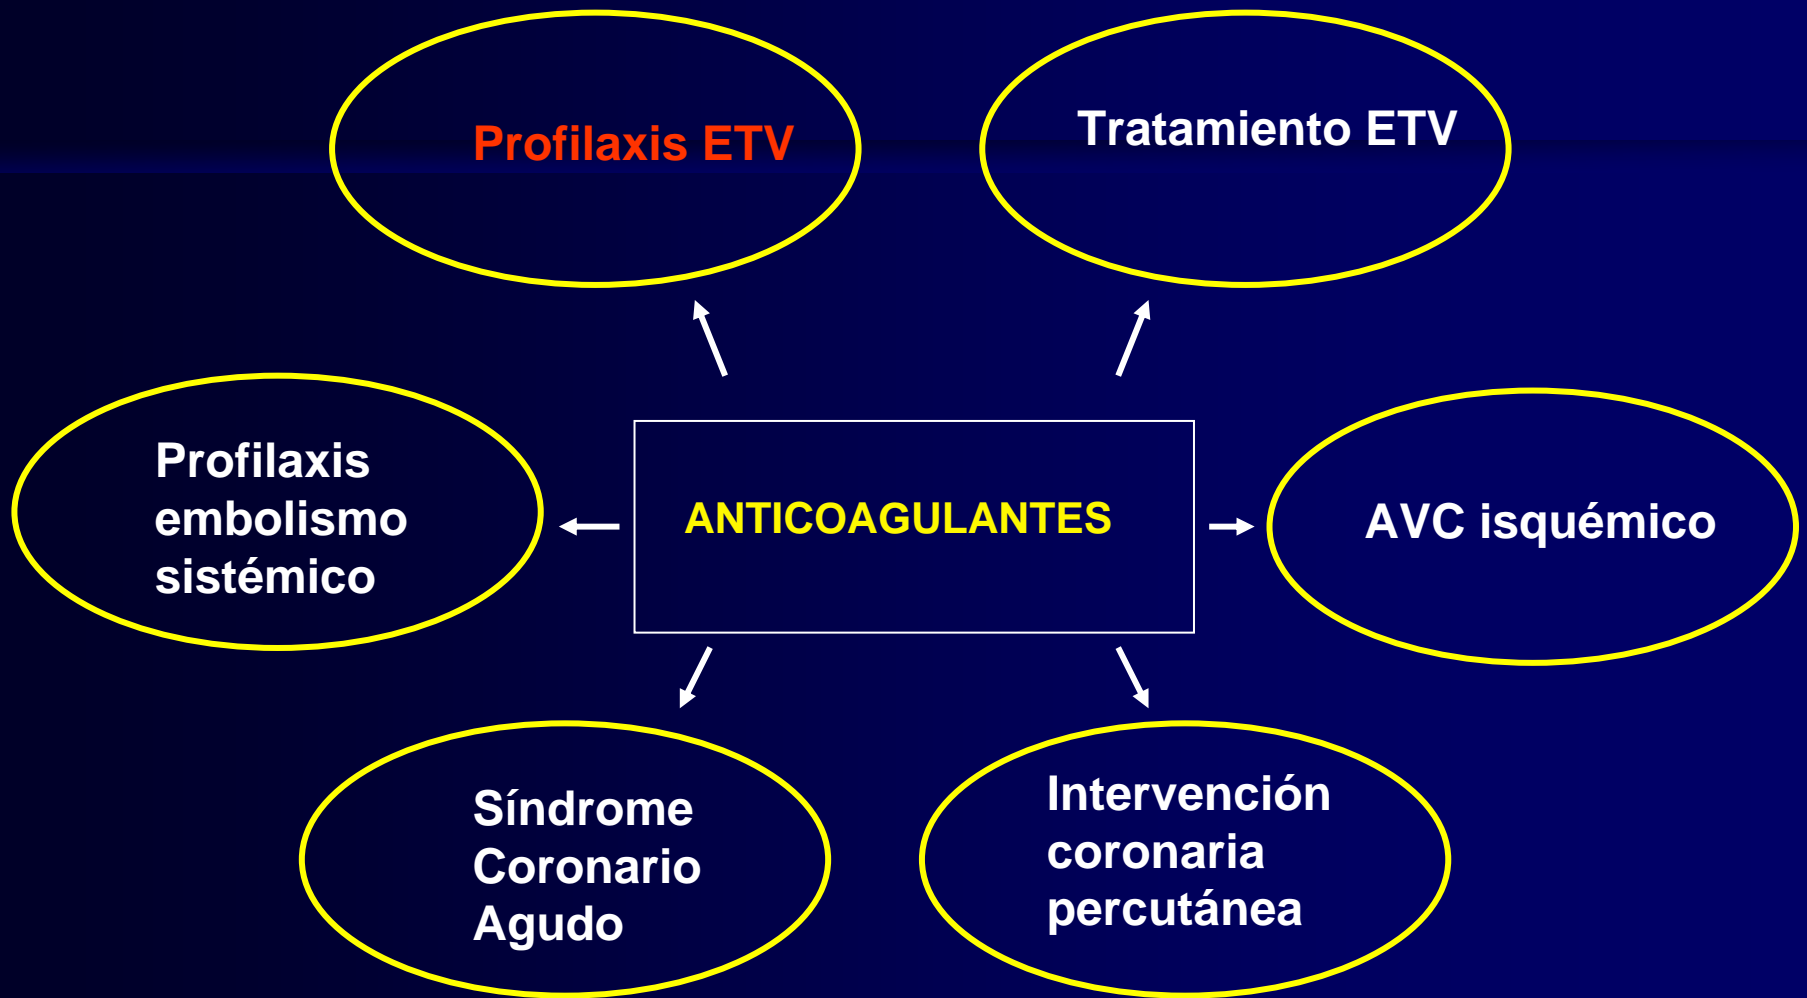 Profilaxis ETV
Tratamiento ETV
Profilaxis
embolismo
sistémico
ANTICOAGULANTES
AVC isquémico
Síndrome
Coronario
Agudo
Intervención
coronaria
percutánea